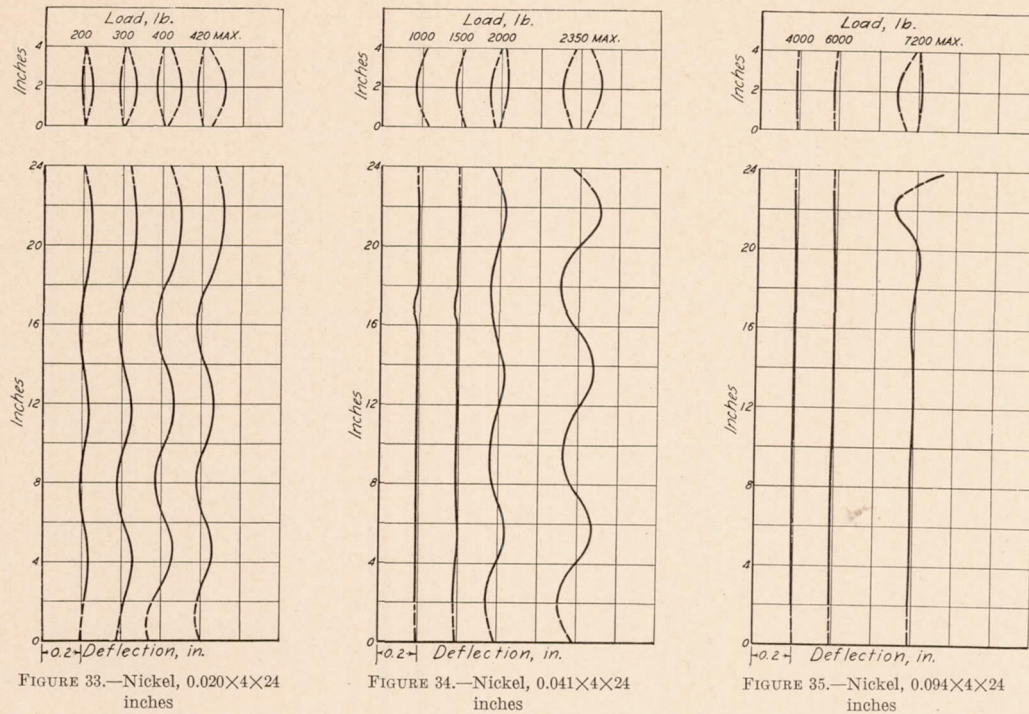 Load, lb.
200 300 400 420 MAX.
Inches
4
2
0
24
20
16
Inches
12
8
4
0
0.2 Deflection, in.
FIGURE 33.—Nickel, 0.020×4×24
inches
Load, lb.
1000 1500 2000 2350 MAX.
Inches
4
2
0
24
20
16
Inches
12
8
4
0
0.2 Deflection, in.
FIGURE 34.—Nickel, 0.041×4×24
inches
Load, lb.
4000 6000 7200 MAX.
Inches
4
2
0
24
20
16
Inches
12
8
4
0
0.2 Deflection, in.
FIGURE 35.—Nickel, 0.094×4×24
inches